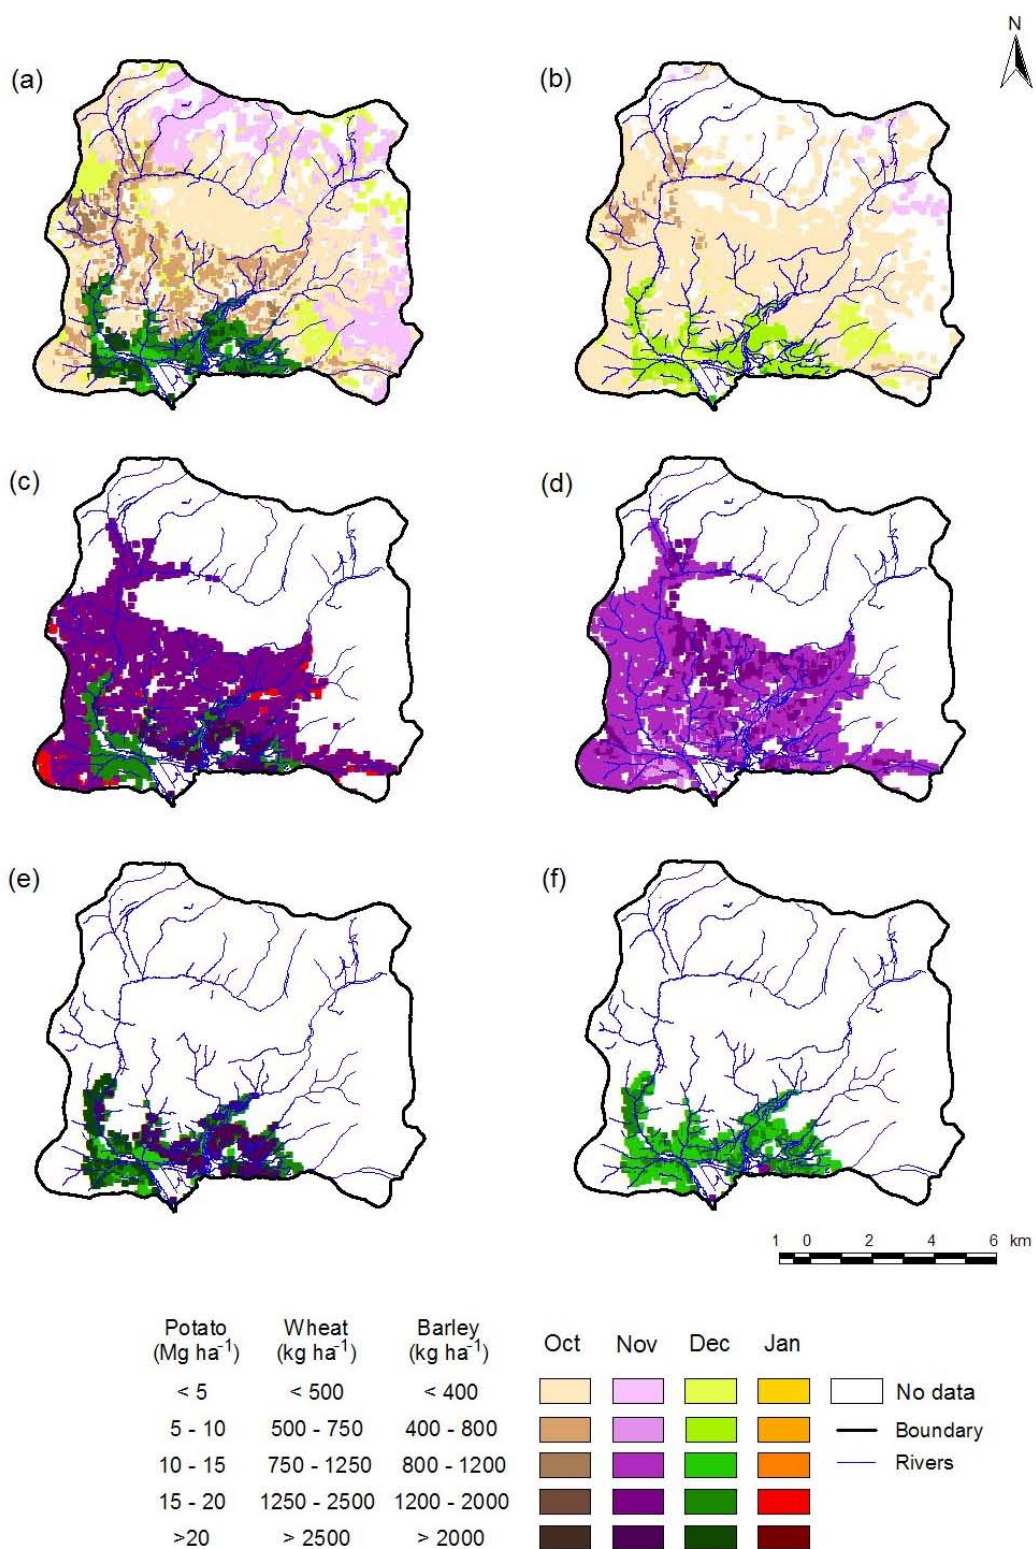 N
(a)
(b)
(c)
(d)
(e)
(f)
1 0 2 4 6 km
Potato Wheat Barley
(Mg ha⁻¹) (kg ha⁻¹) (kg ha⁻¹) Oct Nov Dec Jan
< 5 < 500 < 400 No data
5 - 10 500 - 750 400 - 800 Boundary
10 - 15 750 - 1250 800 - 1200 Rivers
15 - 20 1250 - 2500 1200 - 2000
>20 > 2500 > 2000